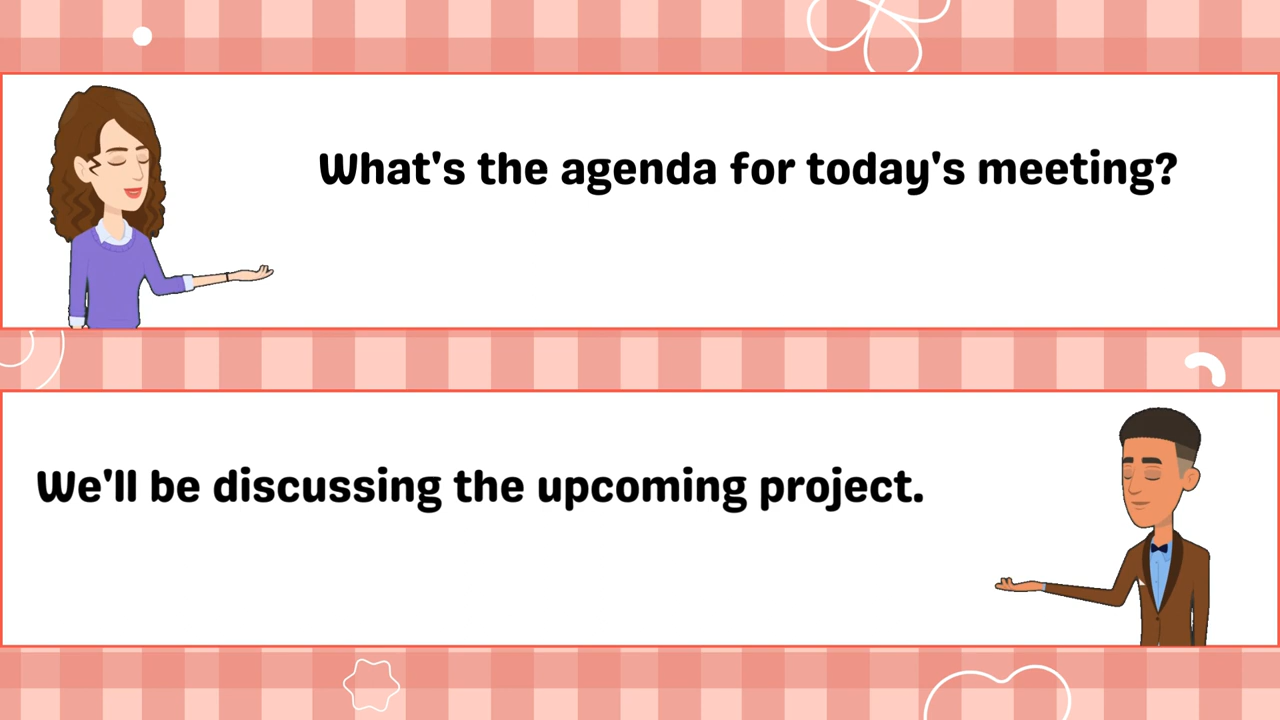 What's the agenda for today's meeting?
We'll be discussing the upcoming project.